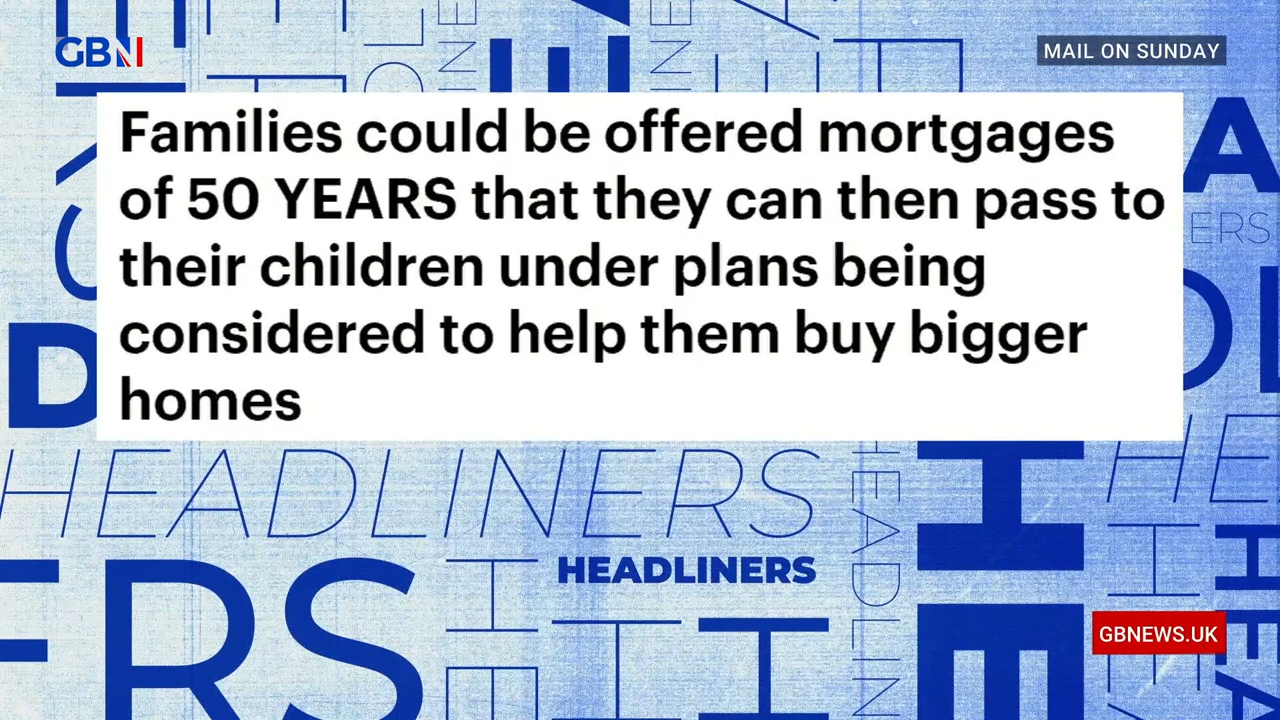 GBN
MAIL ON SUNDAY
Families could be offered mortgages
of 50 YEARS that they can then pass to
their children under plans being
considered to help them buy bigger
homes
HEADLINERS
HEADLINERS
GBNEWS.UK